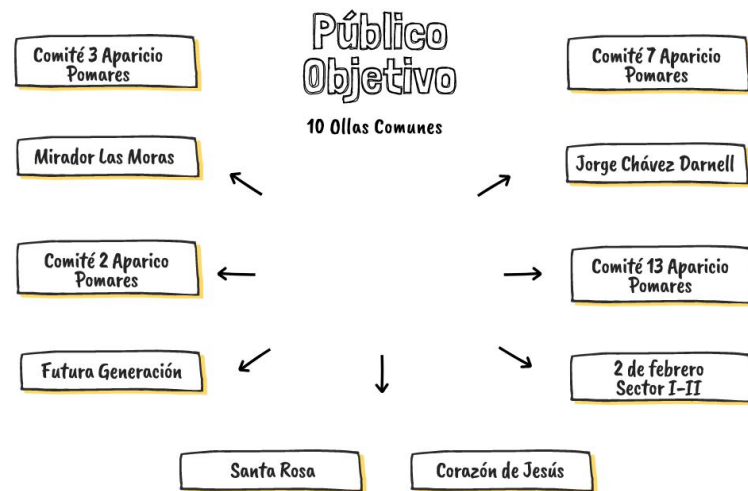 Público
Objetivo
10 Ollas Comunes
Comité 3 Aparicio
Pomares
Comité 7 Aparicio
Pomares
Mirador Las Moras
Jorge Chávez Darnell
Comité 2 Aparico
Pomares
Comité 13 Aparicio
Pomares
Futura Generación
2 de febrero
Sector I-II
Santa Rosa
Corazón de Jesús